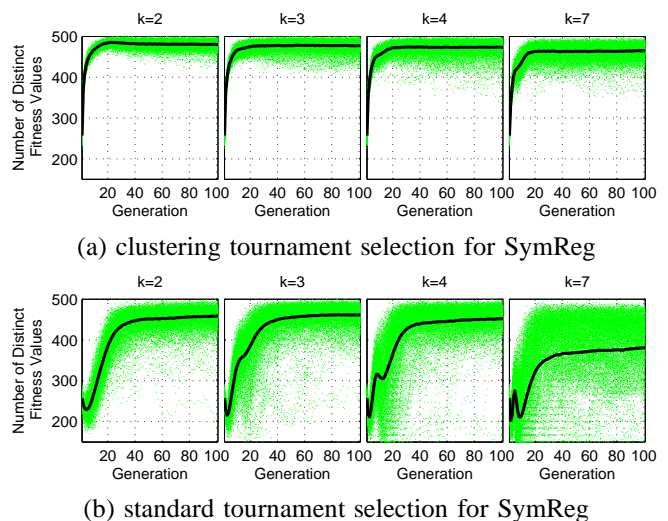 k=2 k=3 k=4 k=7
Number of Distinct
Fitness Values
500
400
300
200
20 40 60 80 100 20 40 60 80 100 20 40 60 80 100 20 40 60 80 100
Generation Generation Generation Generation
(a) clustering tournament selection for SymReg
k=2 k=3 k=4 k=7
Number of Distinct
Fitness Values
500
400
300
200
20 40 60 80 100 20 40 60 80 100 20 40 60 80 100 20 40 60 80 100
Generation Generation Generation Generation
(b) standard tournament selection for SymReg